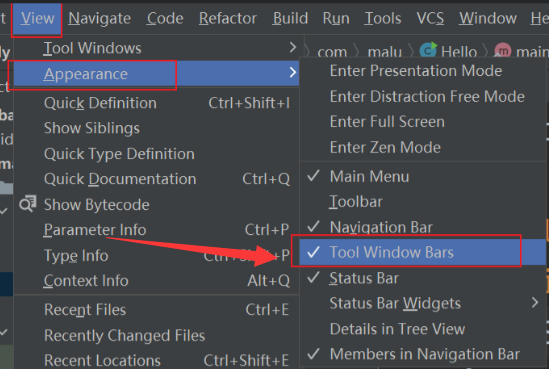 View Navigate Code Refactor Build Run Tools VCS Window
Tool Windows
com malu Hello main
Appearance
Enter Presentation Mode
Quick Definition Ctrl+Shift+I
Enter Distraction Free Mode
Show Siblings
Enter Full Screen
Quick Type Definition
Enter Zen Mode
Quick Documentation Ctrl+Q
Main Menu
Show Bytecode
Toolbar
Parameter Info Ctrl+P
Navigation Bar
Type Info
Tool Window Bars
Context Info Alt+Q
Status Bar
Recent Files Ctrl+E
Status Bar Widgets
Recently Changed Files
Details in Tree View
Recent Locations Ctrl+Shift+E
Members in Navigation Bar